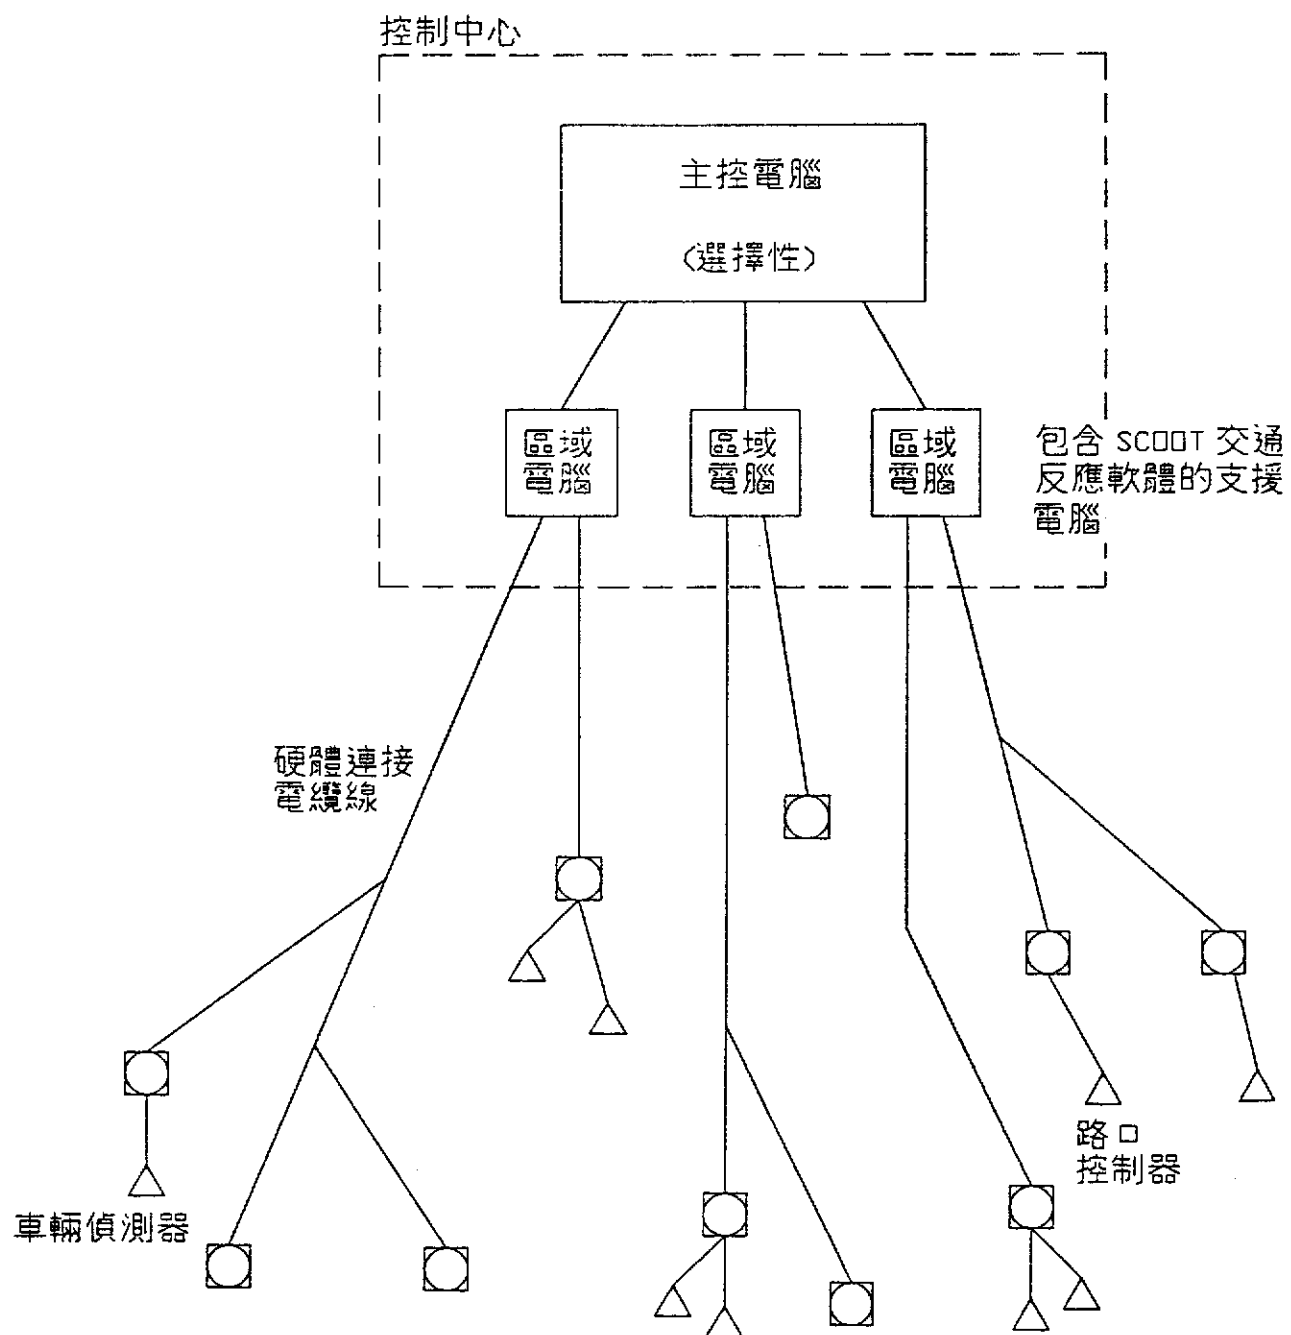 控制中心
主控電腦
(選擇性)
區域
電腦
區域
電腦
區域
電腦
包含 SCOOT 交通
反應軟體的支援
電腦
硬體連接
電纜線
路口
控制器
車輛偵測器